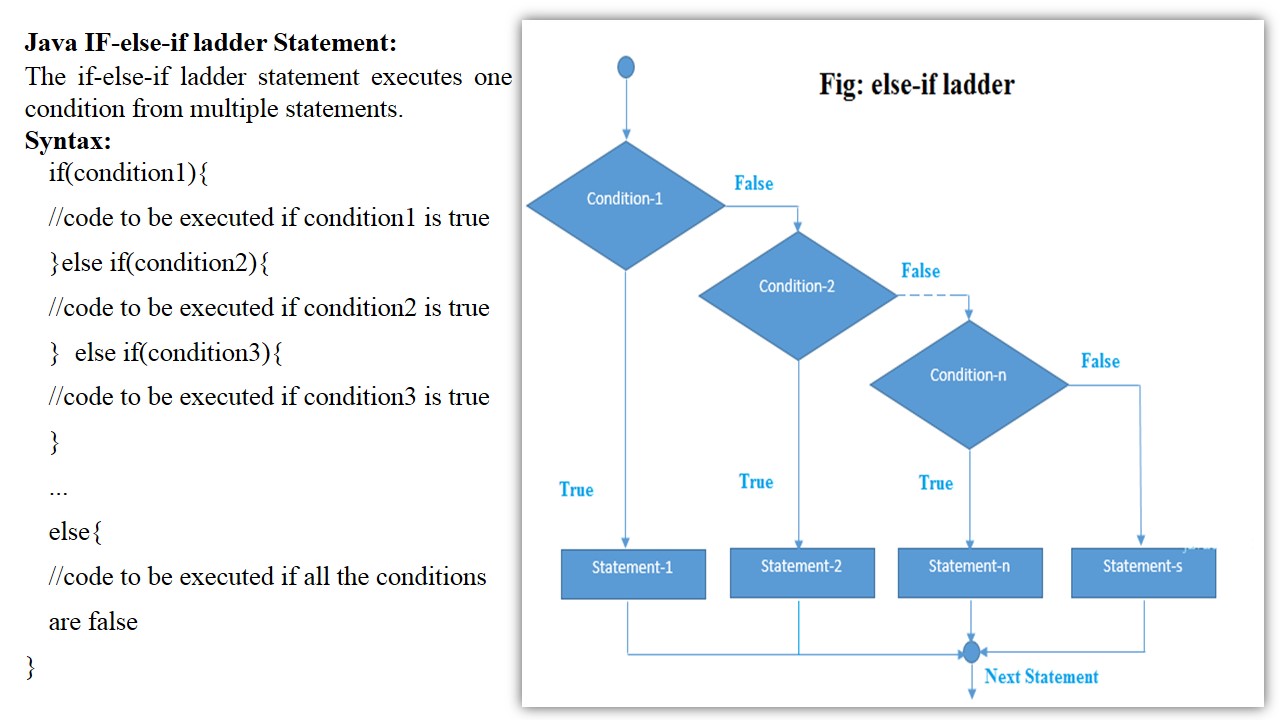 Java IF-else-if ladder Statement:
The if-else-if ladder statement executes one
condition from multiple statements.
Syntax:
if(condition1){
//code to be executed if condition1 is true
}else if(condition2){
//code to be executed if condition2 is true
} else if(condition3){
//code to be executed if condition3 is true
}
...
else{
//code to be executed if all the conditions
are false
}
Fig: else-if ladder
Condition-1
False
Condition-2
False
Condition-n
False
True
True
True
Statement-1
Statement-2
Statement-n
Statement-s
Next Statement